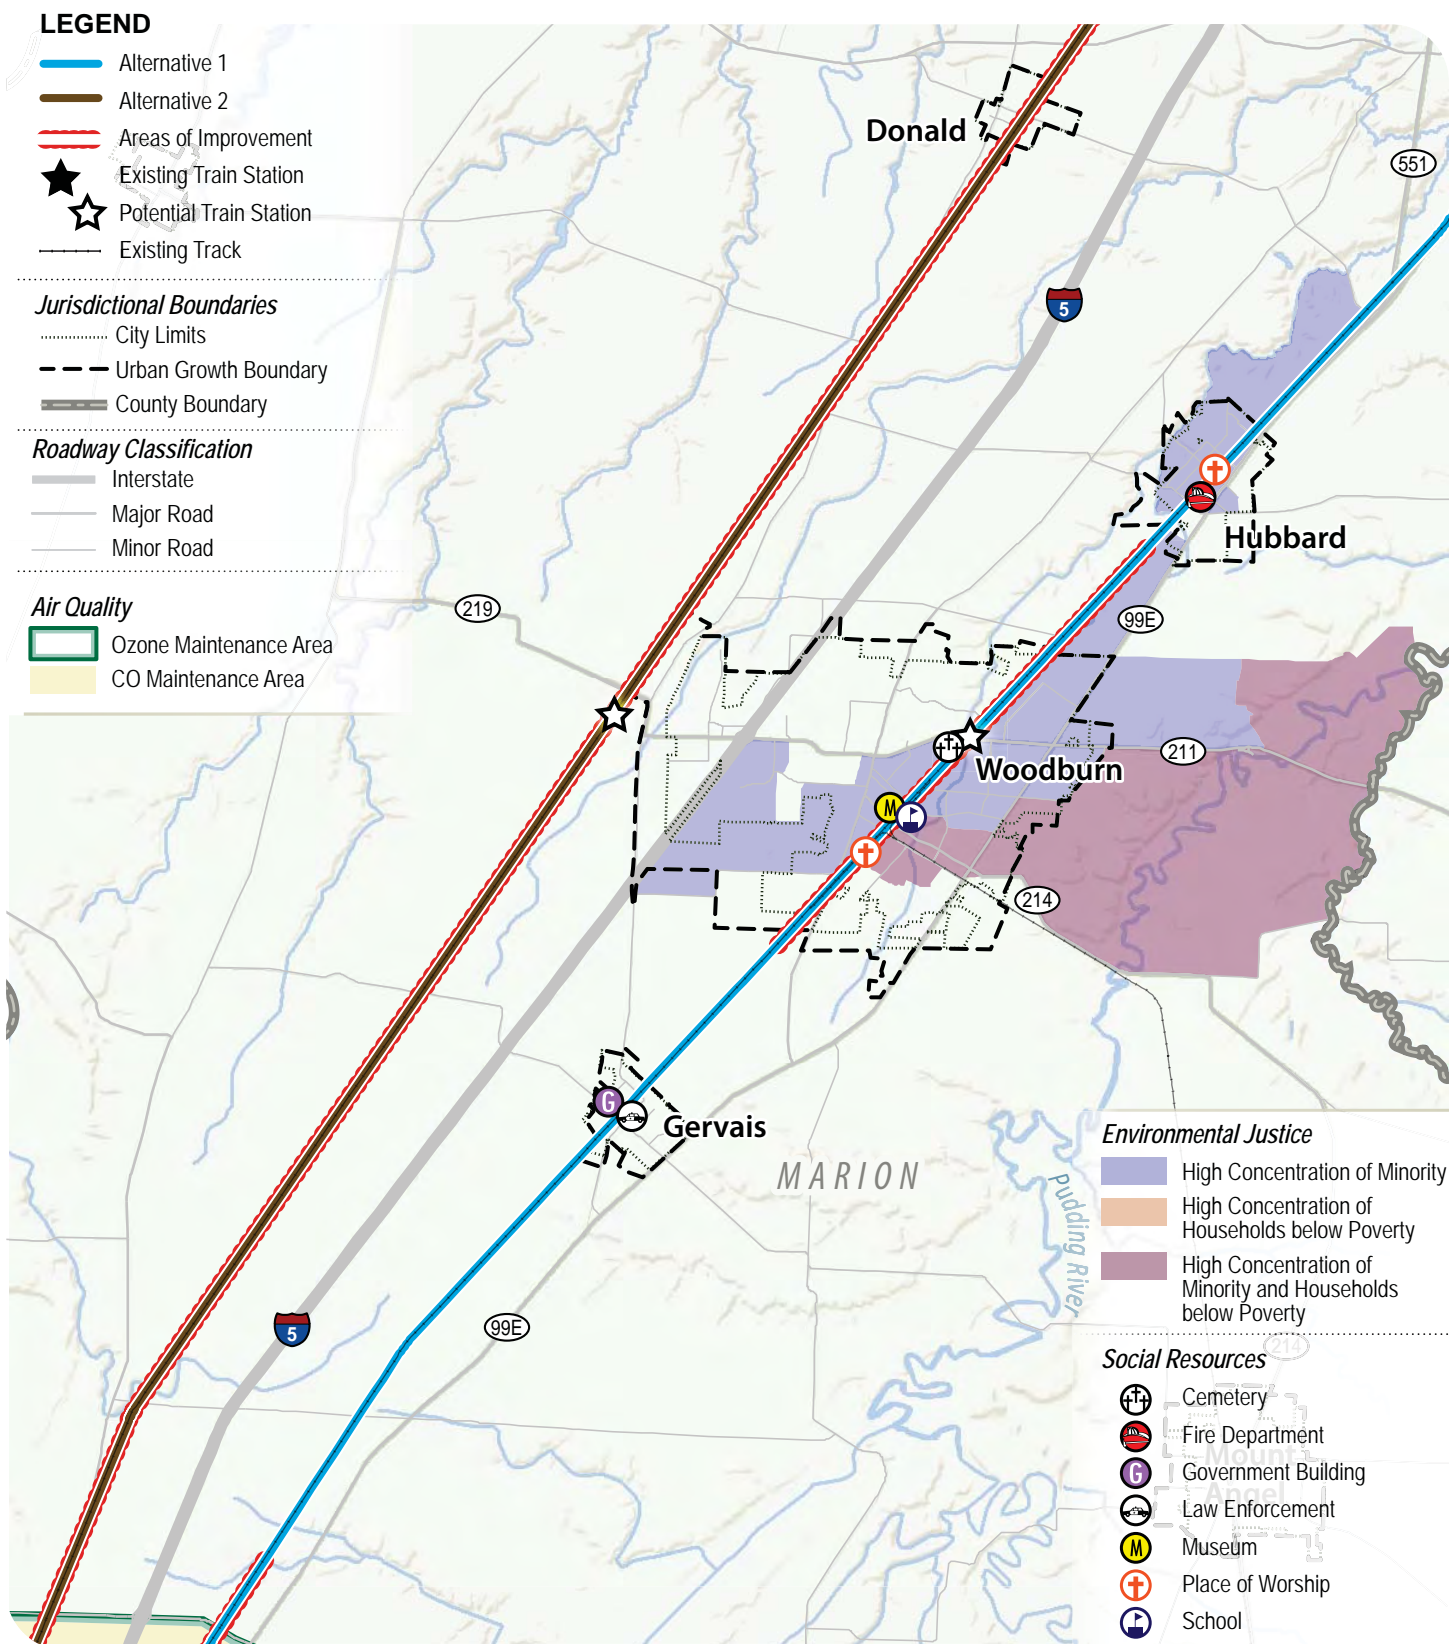 LEGEND
Alternative 1
Alternative 2
Areas of Improvement
Existing Train Station
Potential Train Station
Existing Track
Jurisdictional Boundaries
City Limits
Urban Growth Boundary
County Boundary
Roadway Classification
Interstate
Major Road
Minor Road
Air Quality
Ozone Maintenance Area
CO Maintenance Area
Donald
551
5
Hubbard
219
99E
211
Woodburn
M
214
G
Gervais
MARION
Pudding River
5
99E
Environmental Justice
High Concentration of Minority
High Concentration of
Households below Poverty
High Concentration of
Minority and Households
below Poverty
214
Social Resources
Cemetery
Fire Department
G
Government Building
Law Enforcement
M
Museum
Place of Worship
School
Mount
Angel